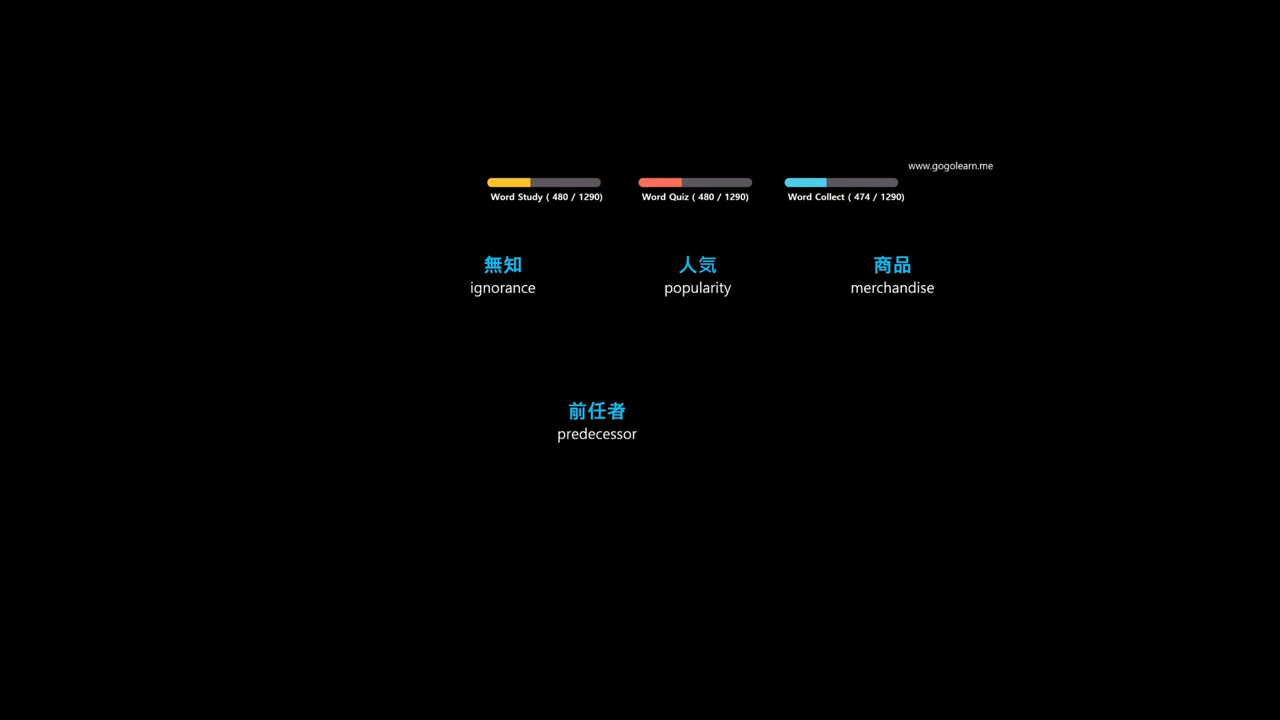 www.gogolearn.me
Word Study ( 480 / 1290)
Word Quiz ( 480 / 1290)
Word Collect ( 474 / 1290)
無知
ignorance
人気
popularity
商品
merchandise
前任者
predecessor